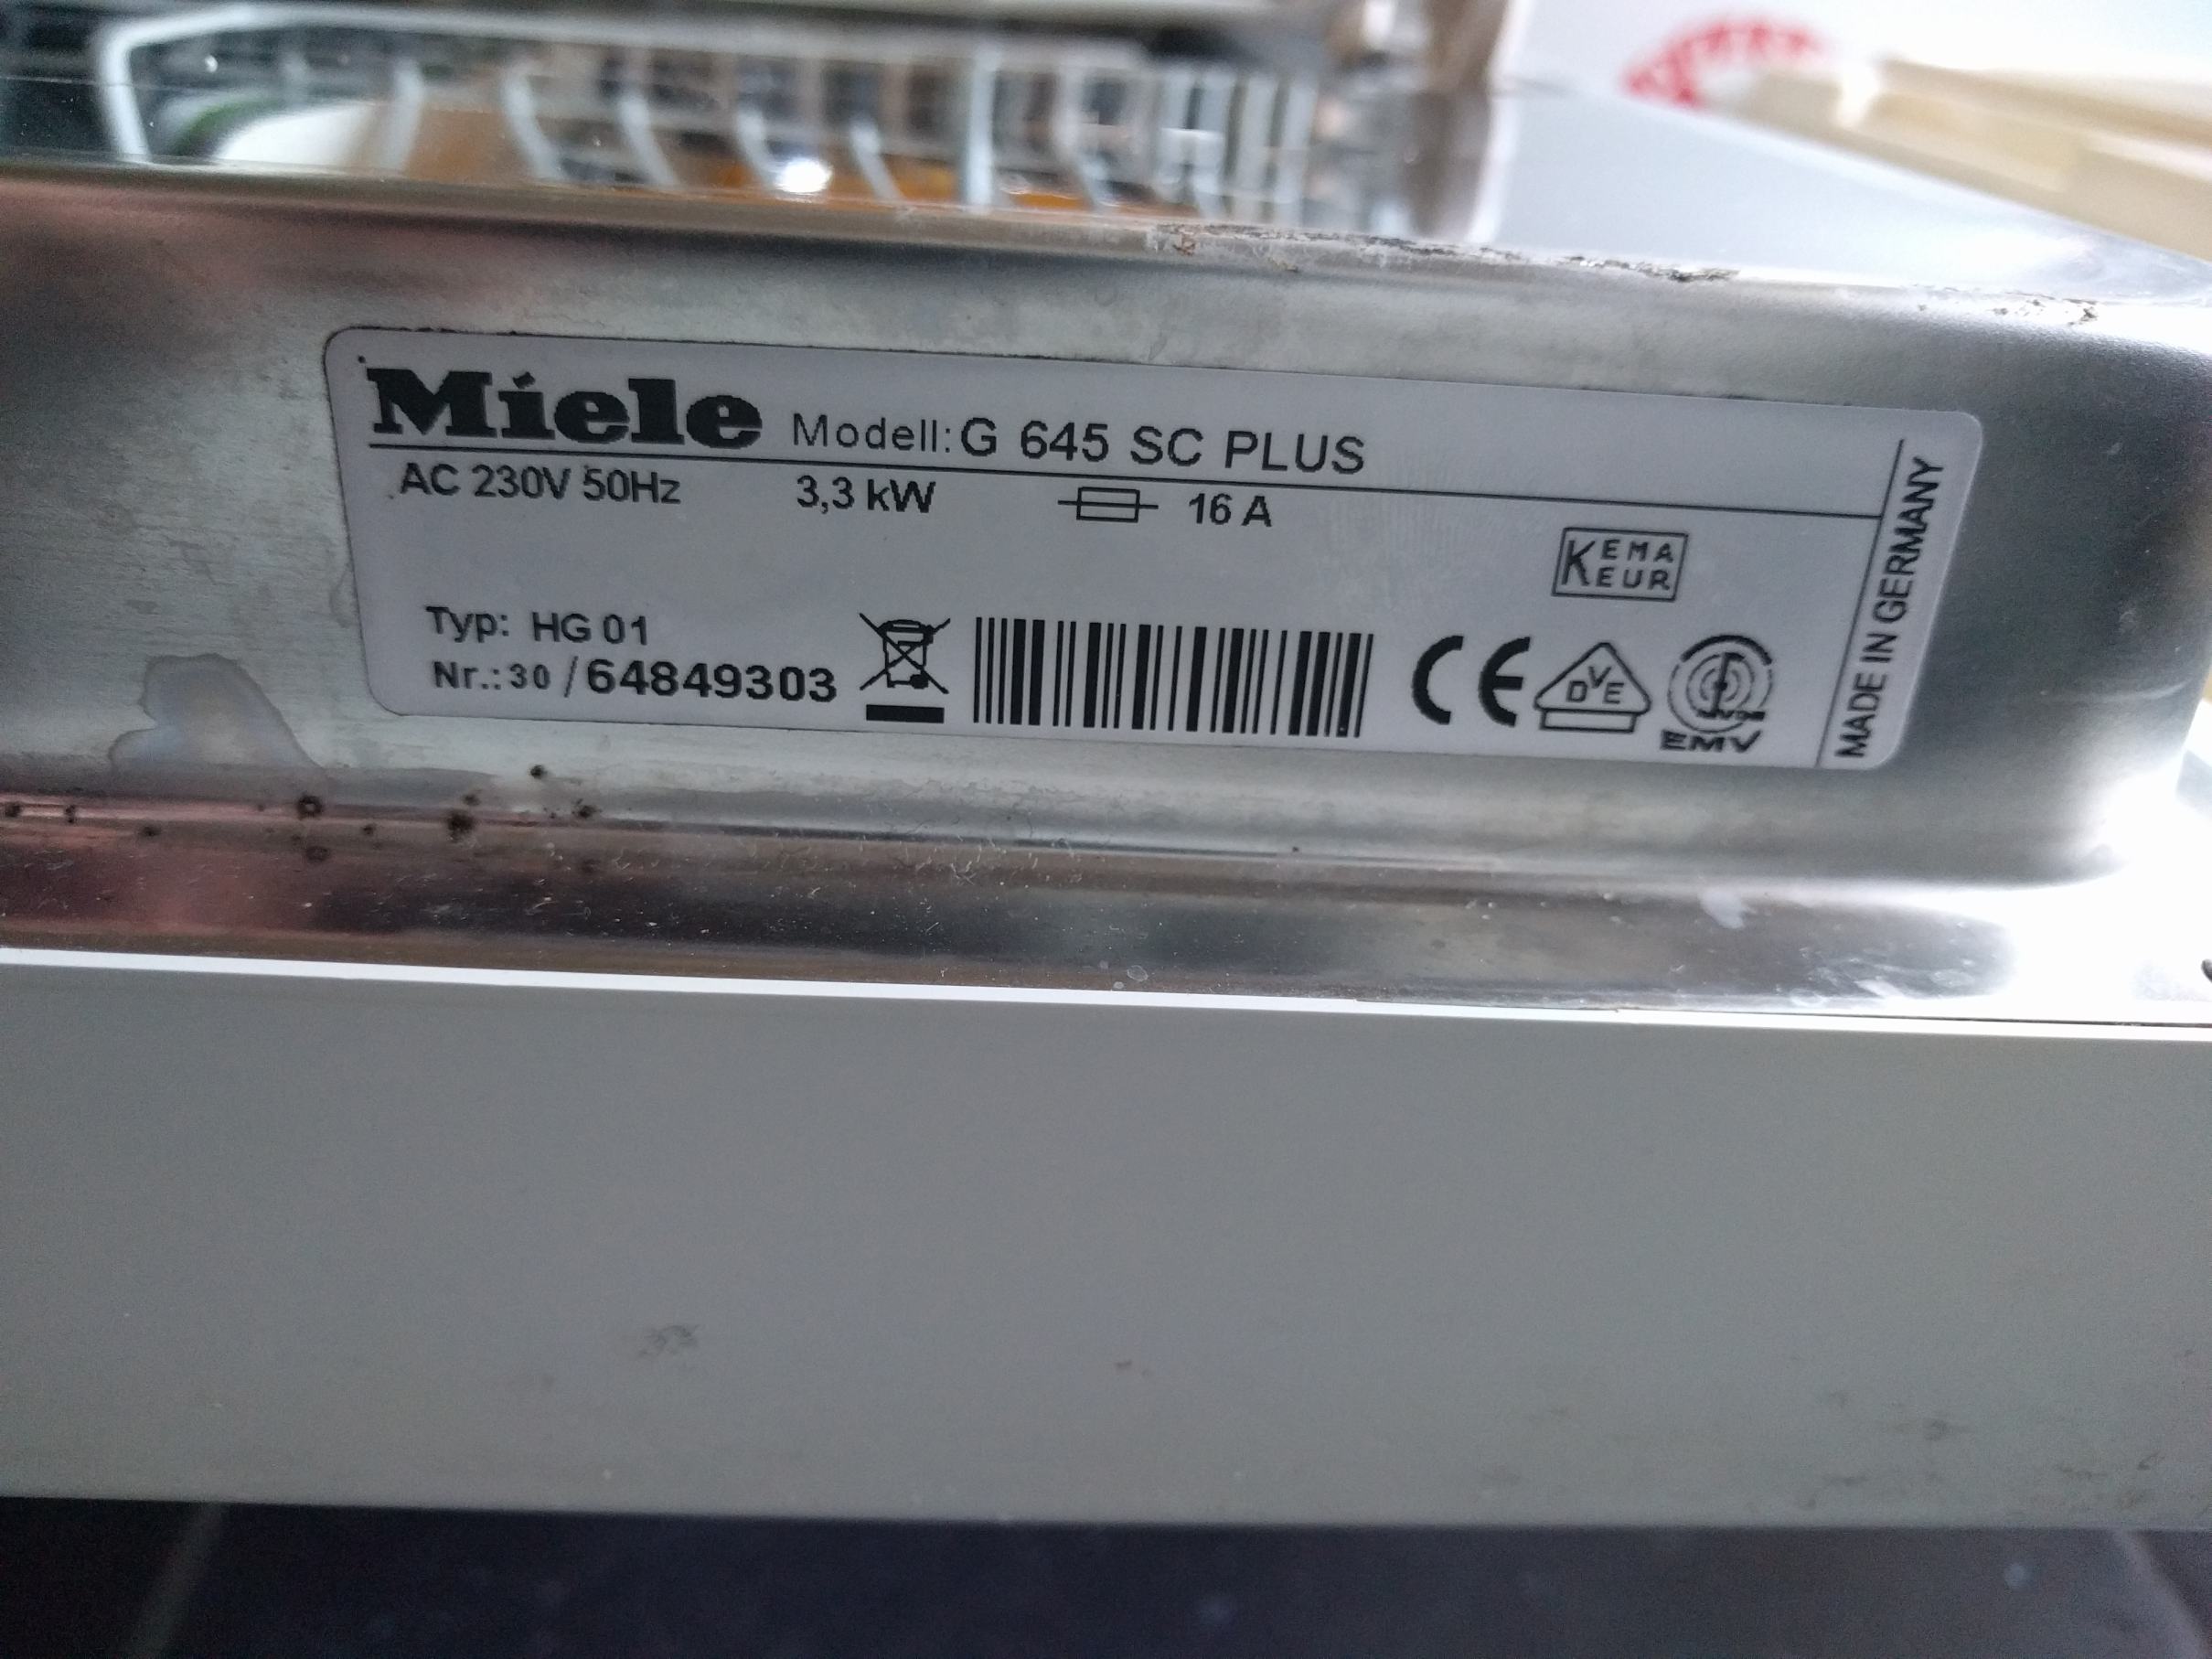 Miele Modell: G 645 SC PLUS
AC 230V 50Hz 3,3 kW 16 A
KEMA
KEUR
Typ: HG 01
Nr.: 30 / 64849303
CE
DVE
EMV
MADE IN GERMANY